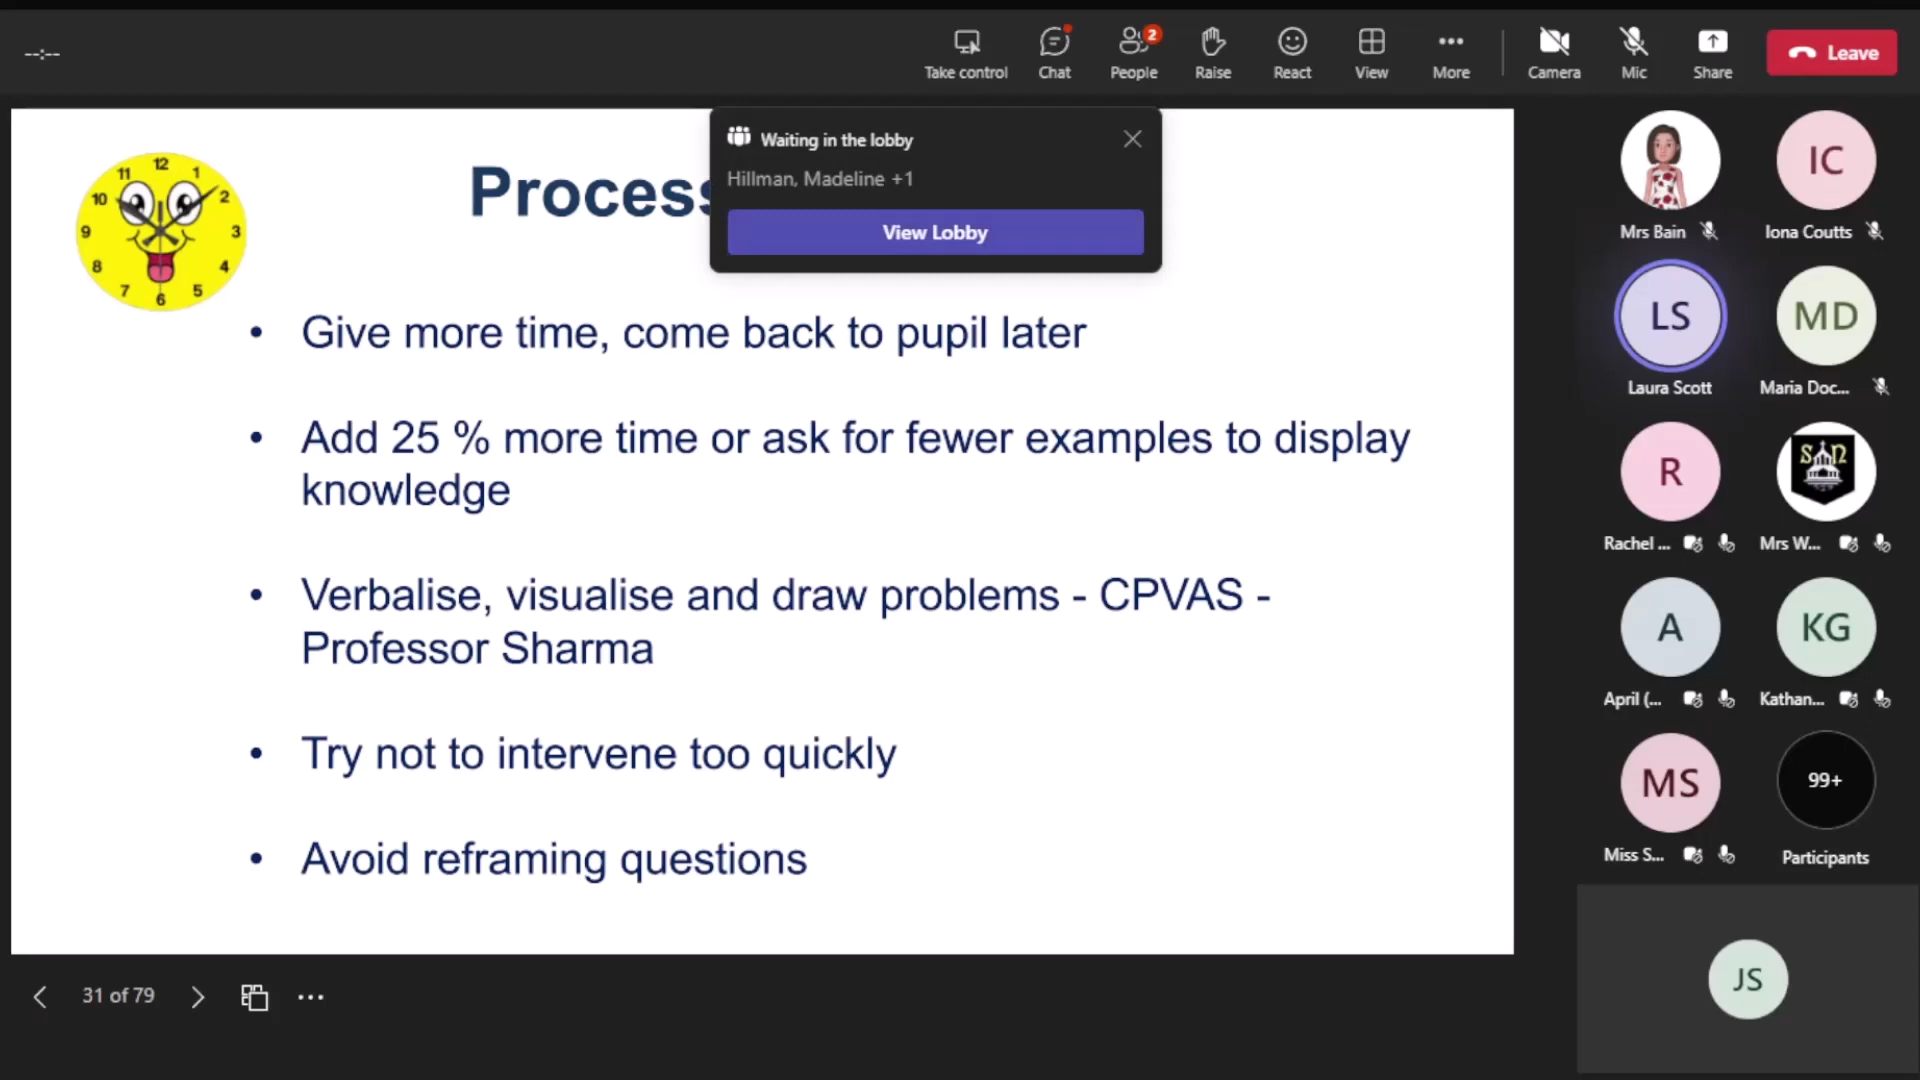 --:--
Take control
Chat
2
People
Raise
React
View
More
Camera
Mic
Share
Leave
Waiting in the lobby
Hillman, Madeline +1
View Lobby
12
11
1
10
2
9
3
8
4
7
5
6
Process
• Give more time, come back to pupil later
• Add 25 % more time or ask for fewer examples to display
knowledge
• Verbalise, visualise and draw problems - CPVAS -
Professor Sharma
• Try not to intervene too quickly
• Avoid reframing questions
31 of 79
IC
Mrs Bain
Iona Coutts
LS
MD
Laura Scott
Maria Doc...
R
SN
Rachel ...
Mrs W...
A
KG
April (...
Kathan...
MS
99+
Miss S...
Participants
JS